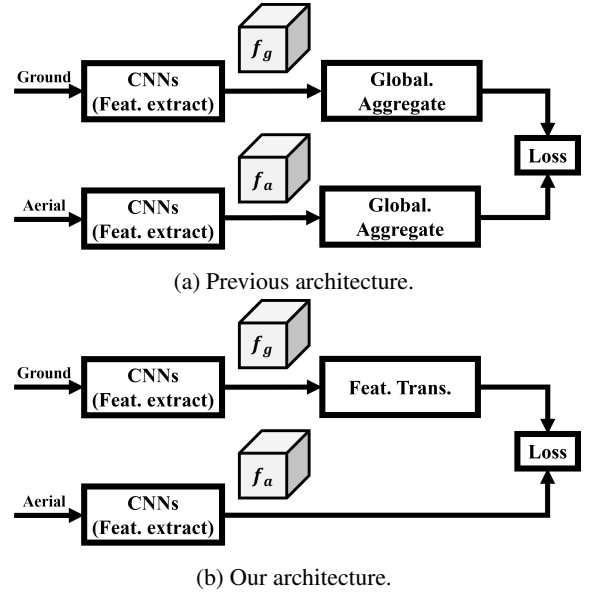 Ground
CNNs
(Feat. extract)
f_g
Global.
Aggregate
Loss
Aerial
CNNs
(Feat. extract)
f_a
Global.
Aggregate
(a) Previous architecture.
Ground
CNNs
(Feat. extract)
f_g
Feat. Trans.
Loss
Aerial
CNNs
(Feat. extract)
f_a
(b) Our architecture.